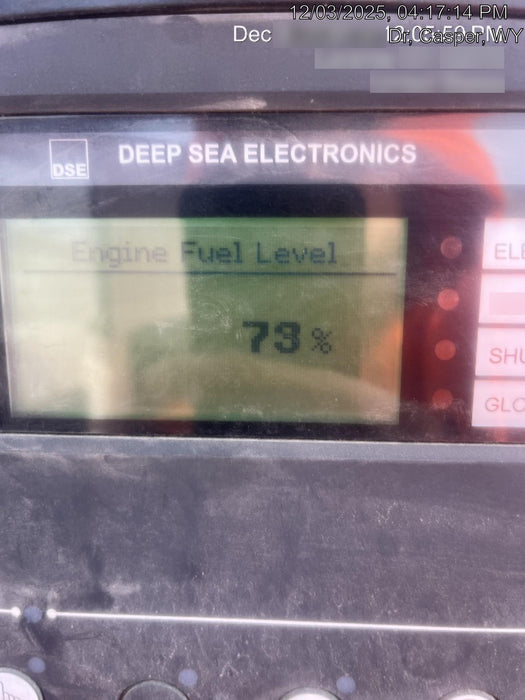 12/03/2025, 04:17:14 PM
Dec
Dr, Casper, WY
DSE
DEEP SEA ELECTRONICS
Engine Fuel Level
73 %
ELE
SHU
GLO